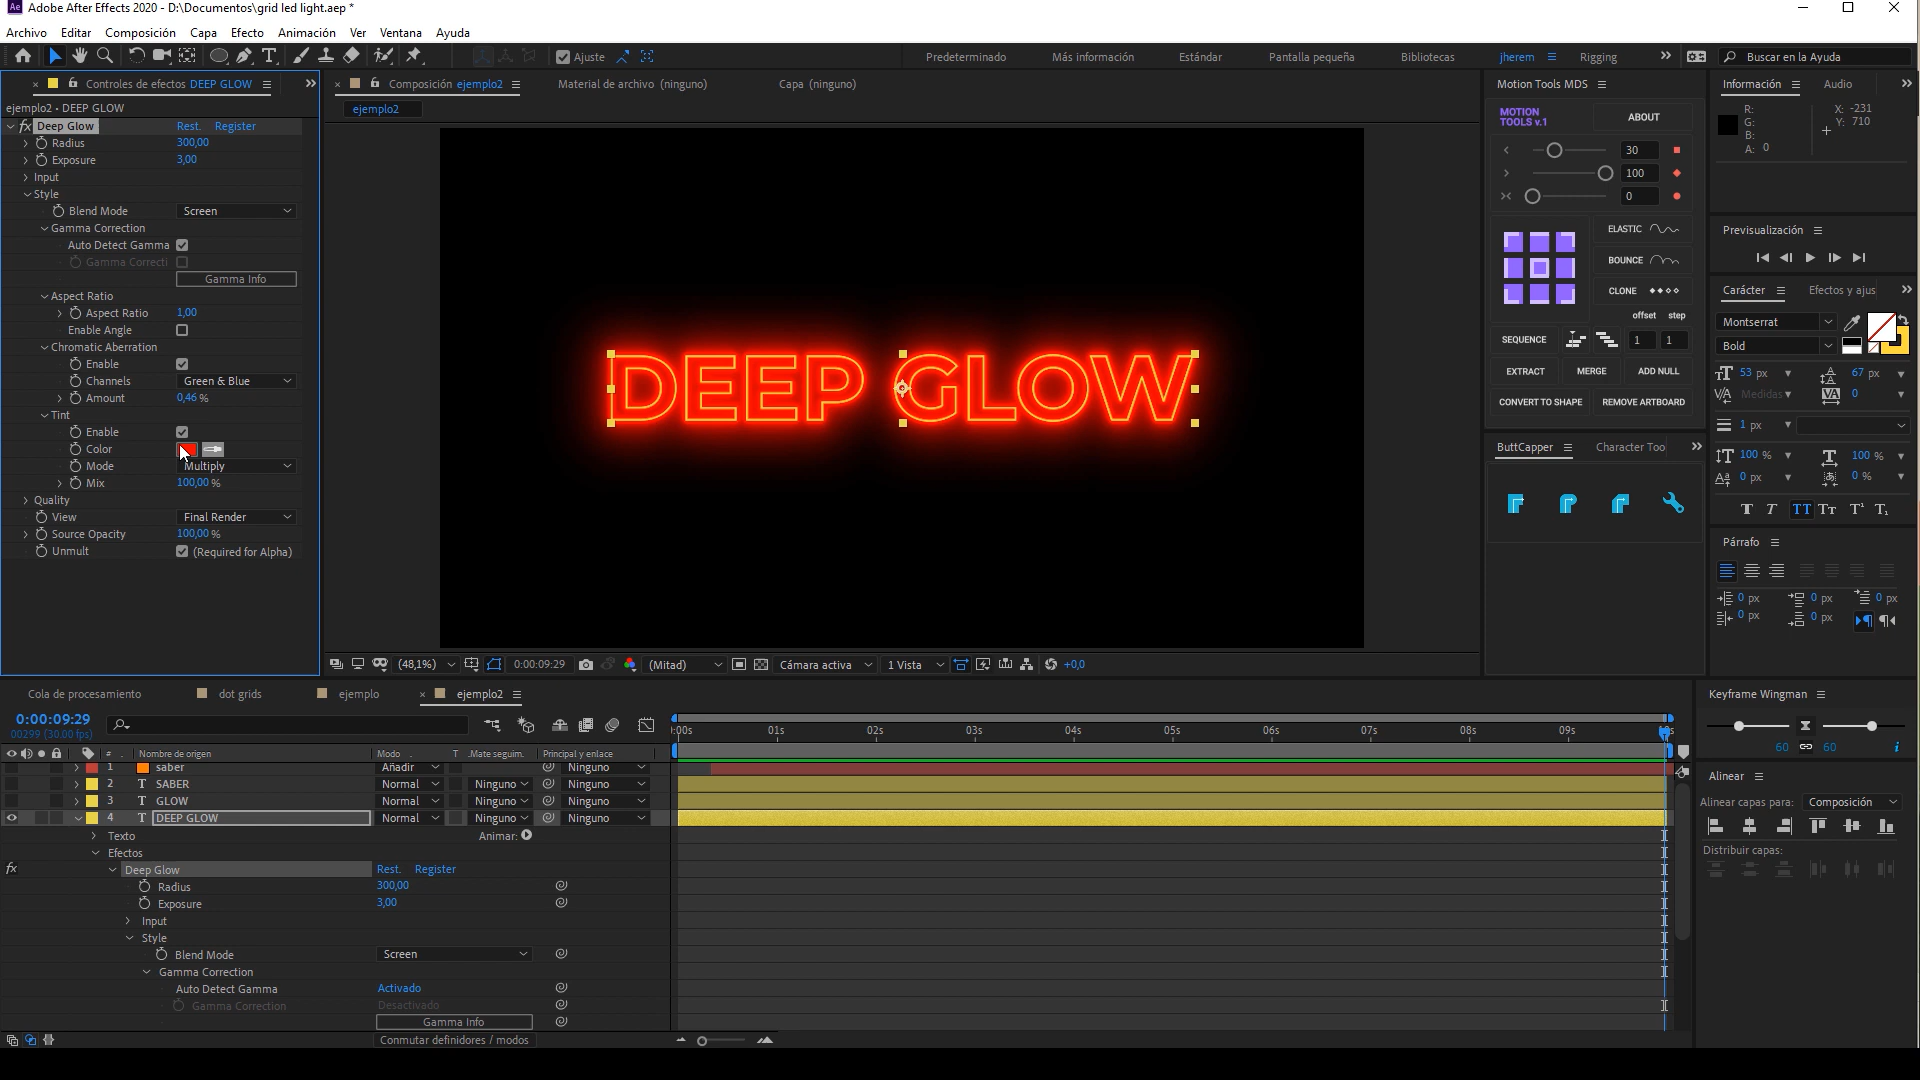 Adobe After Effects 2020 - D:\Documentos\grid led light.aep *
Archivo Editar Composición Capa Efecto Animación Ver Ventana Ayuda
Ajuste Predeterminado Más información Estándar Pantalla pequeña Bibliotecas jherem Rigging Buscar en la Ayuda
Controles de efectos DEEP GLOW
Composición ejemplo2
Material de archivo (ninguno)
Capa (ninguno)
ejemplo2 • DEEP GLOW
ejemplo2
fx Deep Glow Rest. Register
Radius 300,00
Exposure 3,00
Input
Style
Blend Mode Screen
Gamma Correction
Auto Detect Gamma
Gamma Correcti
Gamma Info
Aspect Ratio
Aspect Ratio 1,00
Enable Angle
Chromatic Aberration
Enable
Channels Green & Blue
Amount 0,46 %
Tint
Enable
Color
Mode Multiply
Mix 100,00 %
Quality
View Final Render
Source Opacity 100,00 %
Unmult (Required for Alpha)
DEEP GLOW
(48,1%) 0:00:09:29 (Mitad) Cámara activa 1 Vista +0,0
Motion Tools MDS
MOTION
TOOLS v.1
ABOUT
30
100
0
ELASTIC
BOUNCE
CLONE
offset step
SEQUENCE 1 1
EXTRACT MERGE ADD NULL
CONVERT TO SHAPE REMOVE ARTBOARD
ButtCapper Character Too
Información Audio
R:
G:
B:
A: 0
X: -231
Y: 710
Previsualización
Carácter Efectos y ajus
Montserrat
Bold
53 px 67 px
Medidas 0
1 px
100 % 100 %
0 px 0 %
Párrafo
0 px 0 px 0 px
0 px 0 px
Cola de procesamiento dot grids ejemplo ejemplo2
0:00:09:29
00299 (30.00 fps)
:00s 01s 02s 03s 04s 05s 06s 07s 08s 09s
# Nombre de origen Modo T .Mate seguim. Principal y enlace
1 saber Añadir Ninguno
2 T SABER Normal Ninguno Ninguno
3 T GLOW Normal Ninguno Ninguno
4 T DEEP GLOW Normal Ninguno Ninguno
Texto Animar:
Efectos
fx Deep Glow Rest. Register
Radius 300,00
Exposure 3,00
Input
Style
Blend Mode Screen
Gamma Correction
Auto Detect Gamma Activado
Gamma Correction Desactivado
Gamma Info
Conmutar definidores / modos
Keyframe Wingman
60 60
Alinear
Alinear capas para: Composición
Distribuir capas: